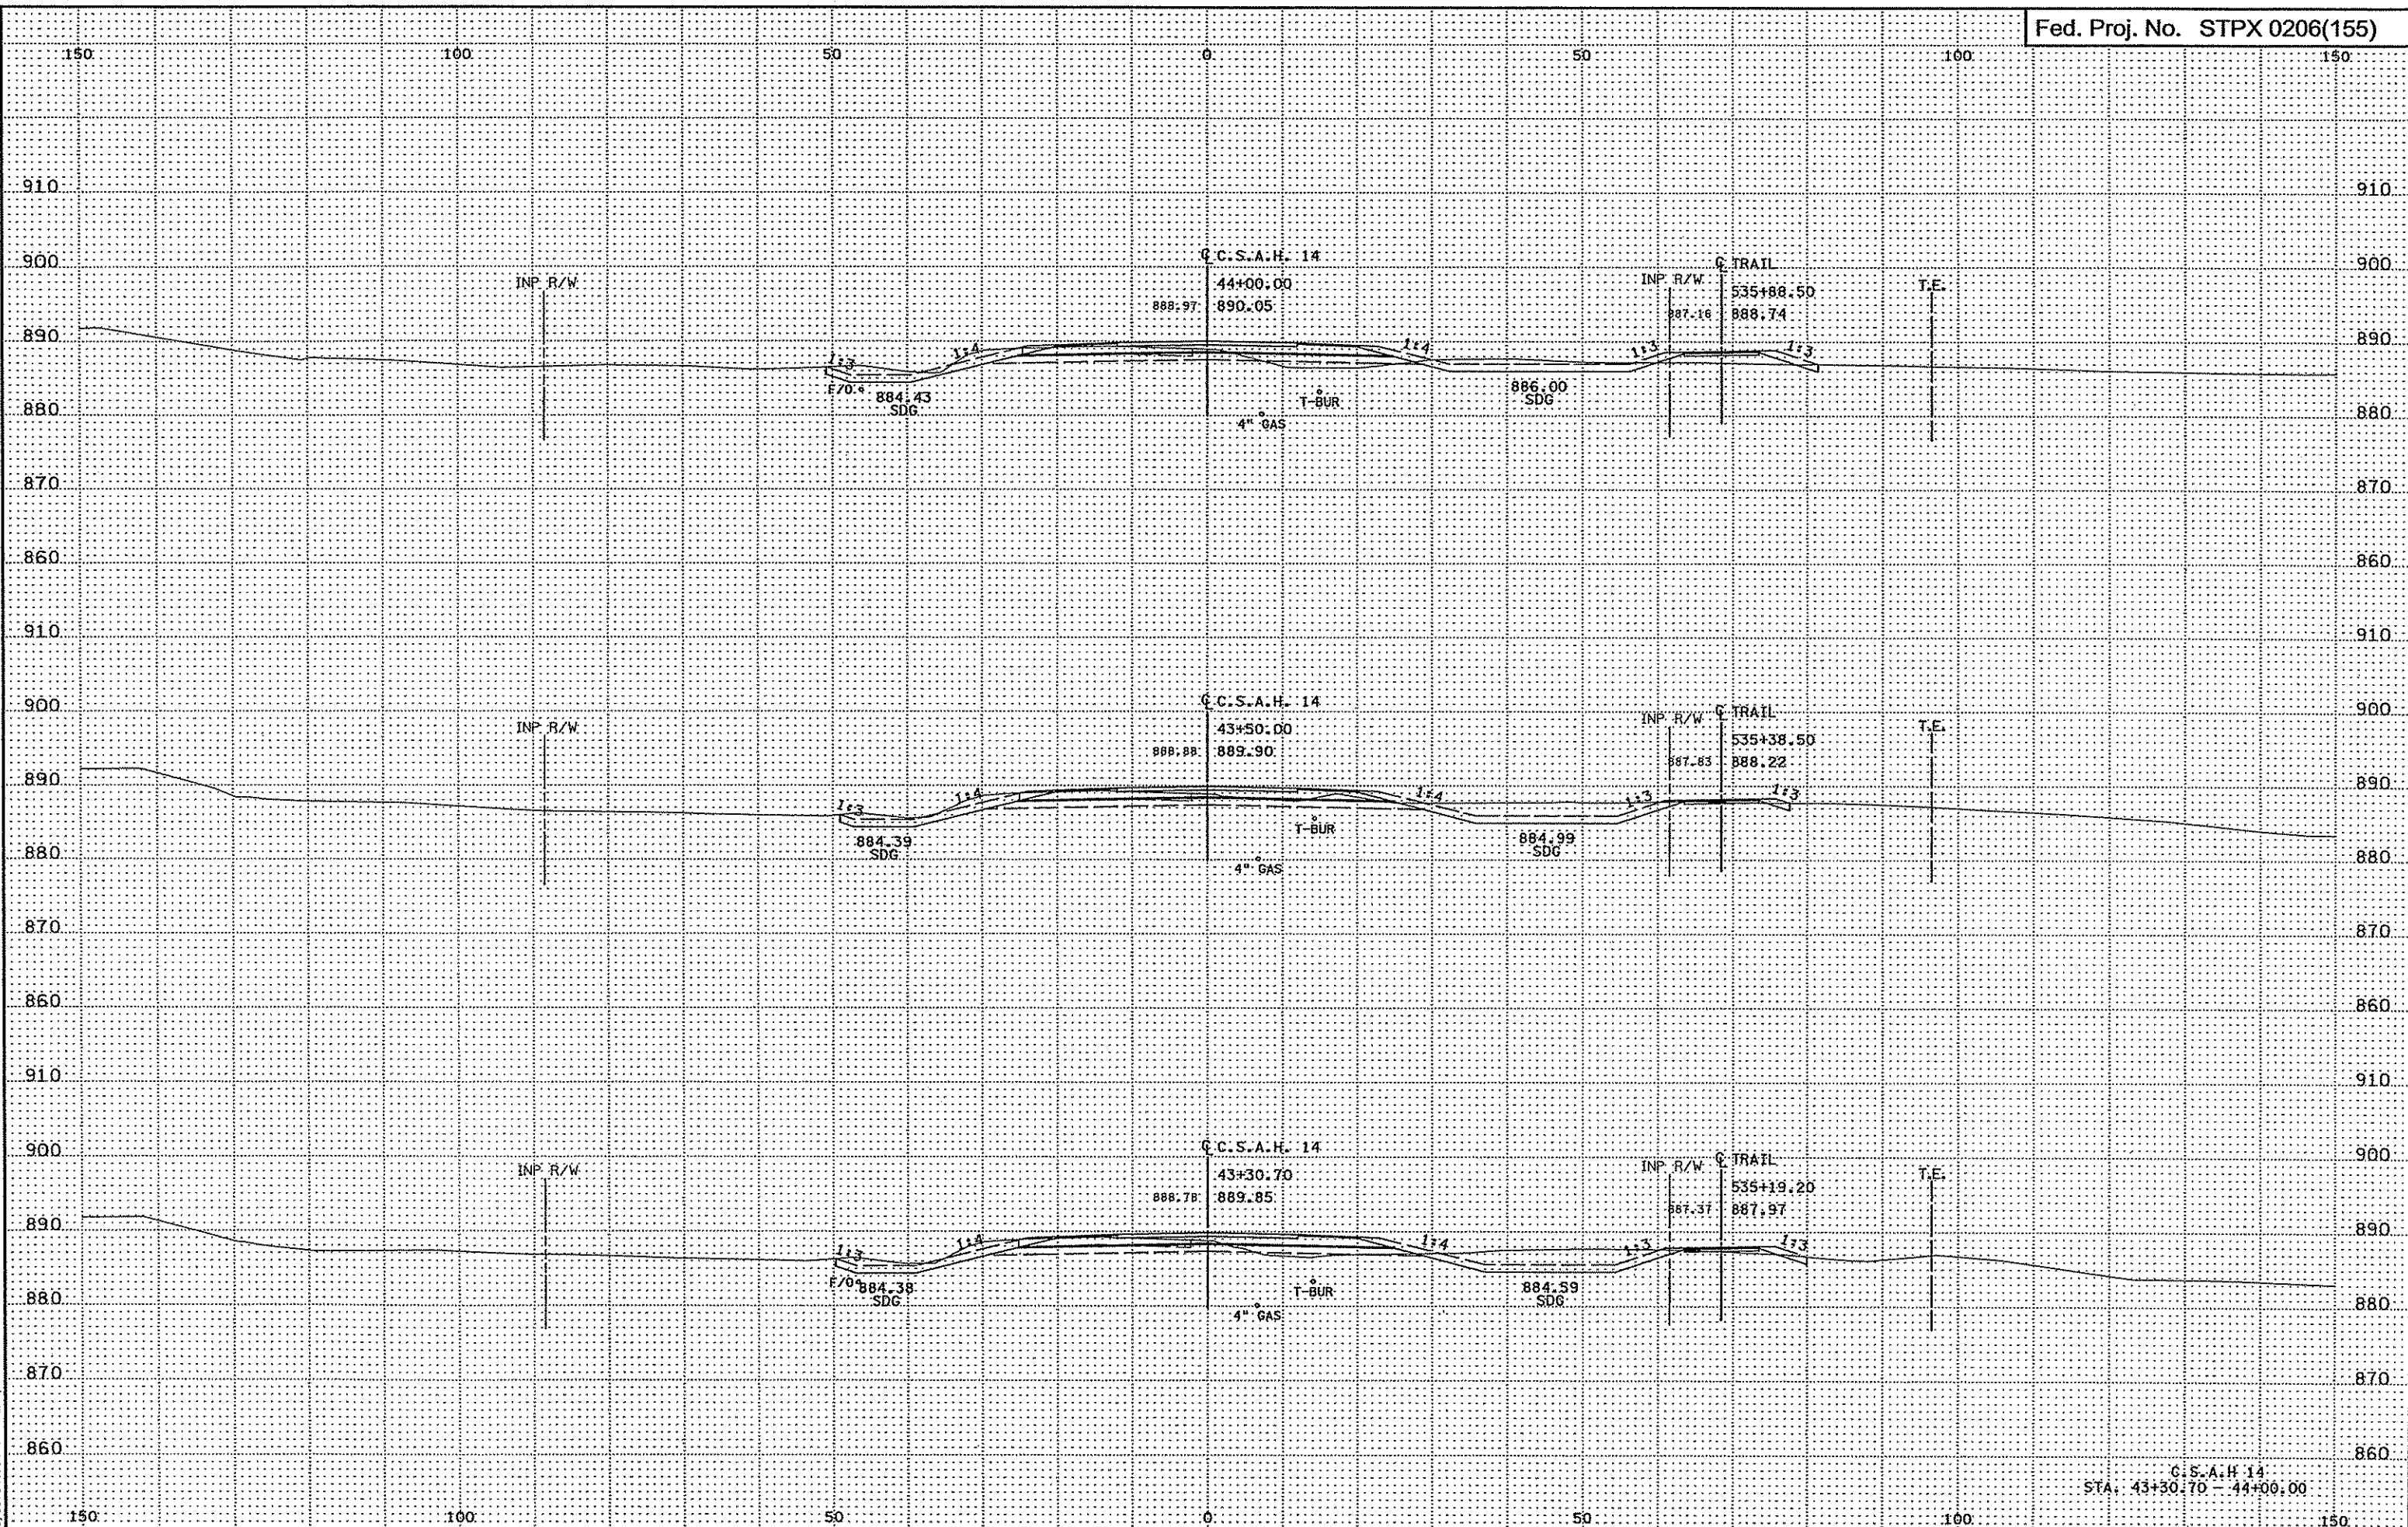 Fed. Proj. No. STPX 0206(155)
150 100 50 0 50 100 150
910 910
900 900
C.S.A.H. 14
TRAIL
INP R/W
INP R/W
T.E.
44+00.00
535+88.50
888.97 890.05
887.16 888.74
890 890
1:3 1:4 1:4 1:3 1:3
F/O
884.43
SDG
T-BUR
886.00
SDG
880 880
4" GAS
870 870
860 860
910 910
900 900
C.S.A.H. 14
TRAIL
INP R/W
INP R/W
T.E.
43+50.00
535+38.50
888.88 889.90
887.83 888.22
890 890
1:3 1:4 1:4 1:3 1:3
884.39
SDG
T-BUR
884.99
SDG
880 880
4" GAS
870 870
860 860
910 910
900 900
C.S.A.H. 14
TRAIL
INP R/W
INP R/W
T.E.
43+30.70
535+19.20
888.78 889.85
887.37 887.97
890 890
1:3 1:4 1:4 1:3 1:3
F/O
884.38
SDG
T-BUR
884.59
SDG
880 880
4" GAS
870 870
860 860
C.S.A.H 14
STA. 43+30.70 - 44+00.00
150 100 50 0 50 100 150